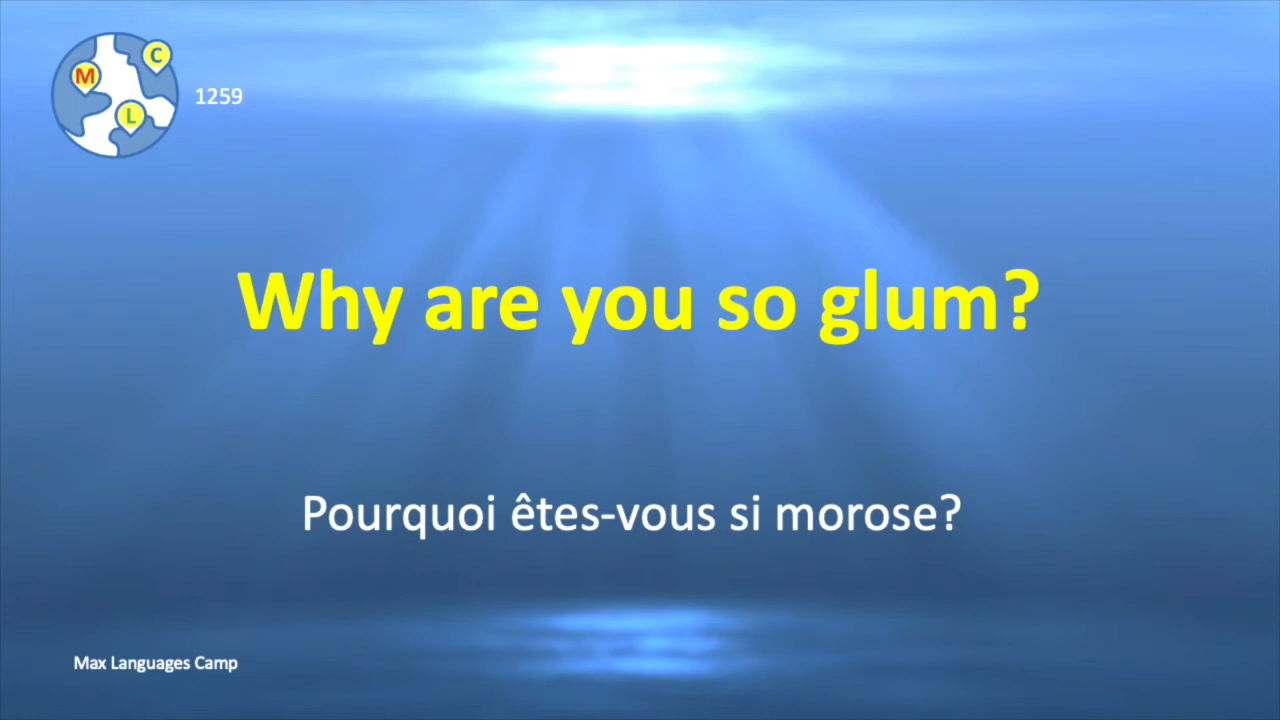 C
M
L
1259
Why are you so glum?
Pourquoi êtes-vous si morose?
Max Languages Camp